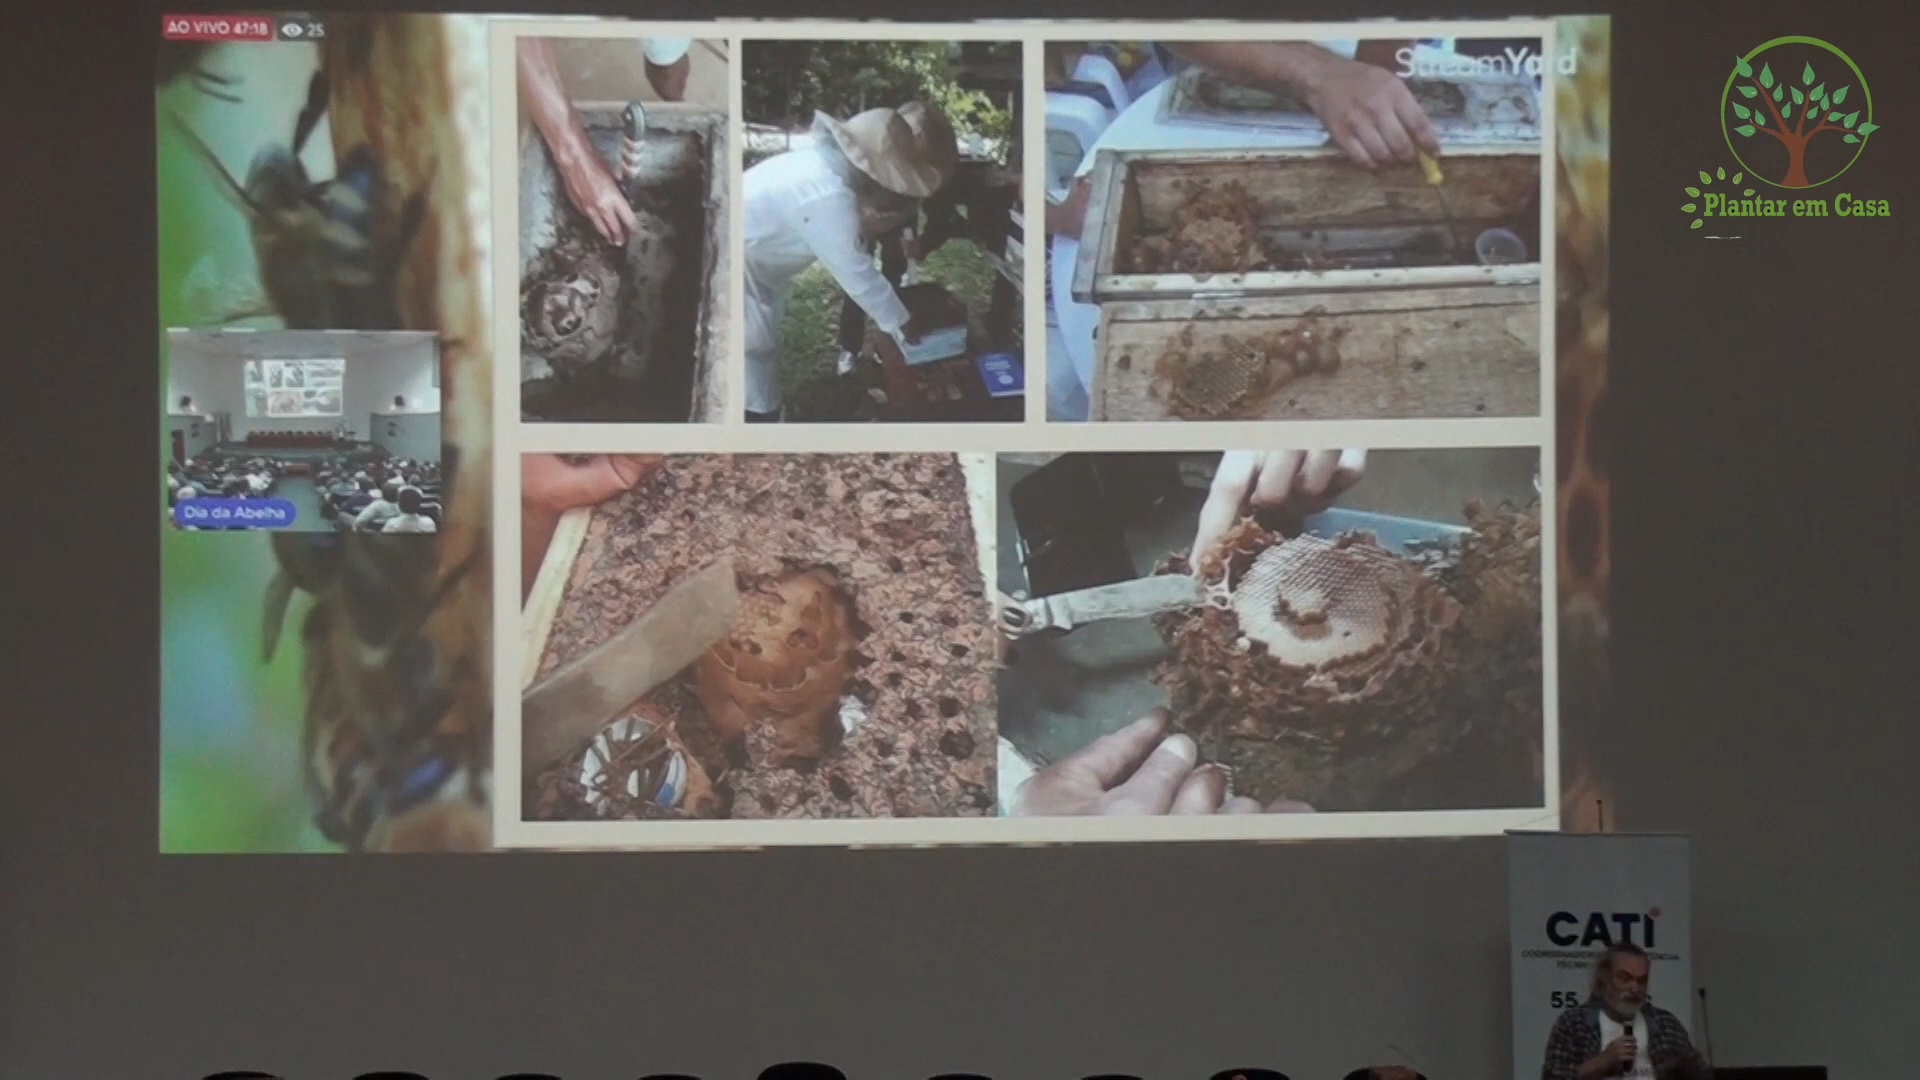 AO VIVO 47:18 25
StreamYard
Plantar em Casa
Dia da Abelha
CATI
55